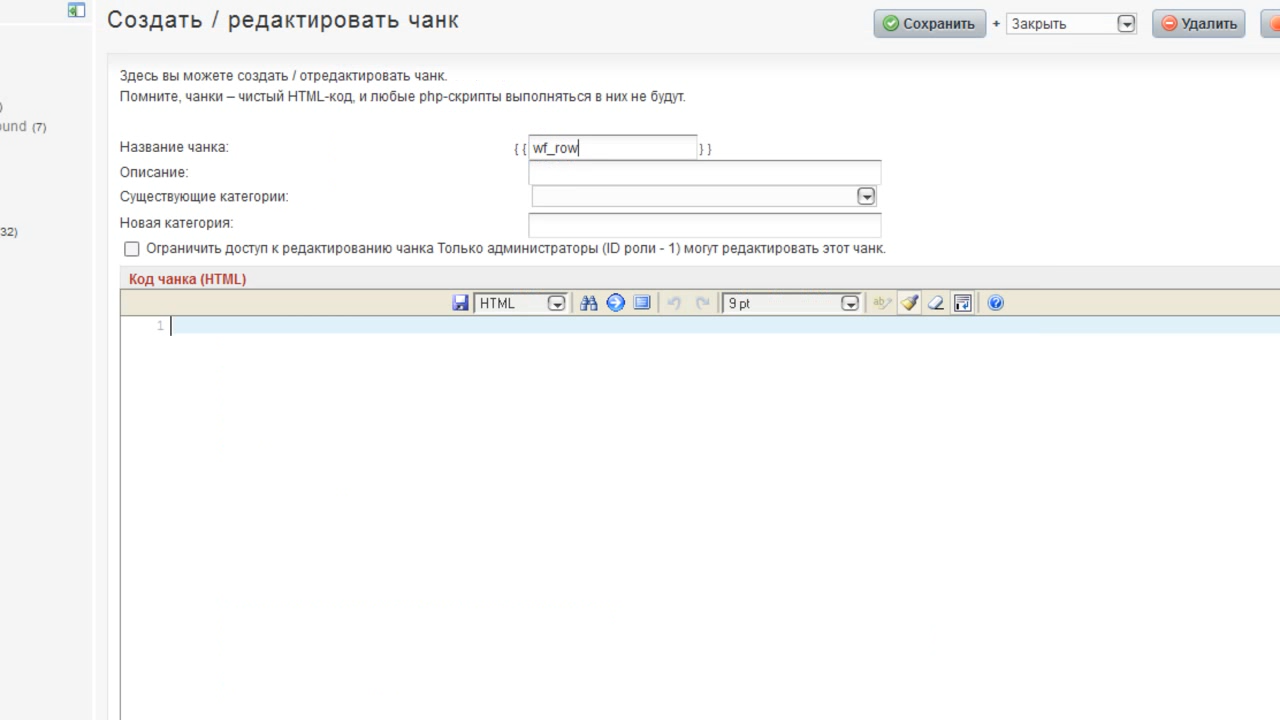 Создать / редактировать чанк
Сохранить + Закрыть Удалить
Здесь вы можете создать / отредактировать чанк.
Помните, чанки – чистый HTML-код, и любые php-скрипты выполняться в них не будут.
)
ound (7)
Название чанка: {{ wf_row }}
Описание:
Существующие категории:
Новая категория:
32)
Ограничить доступ к редактированию чанка Только администраторы (ID роли - 1) могут редактировать этот чанк.
Код чанка (HTML)
HTML 9 pt
1